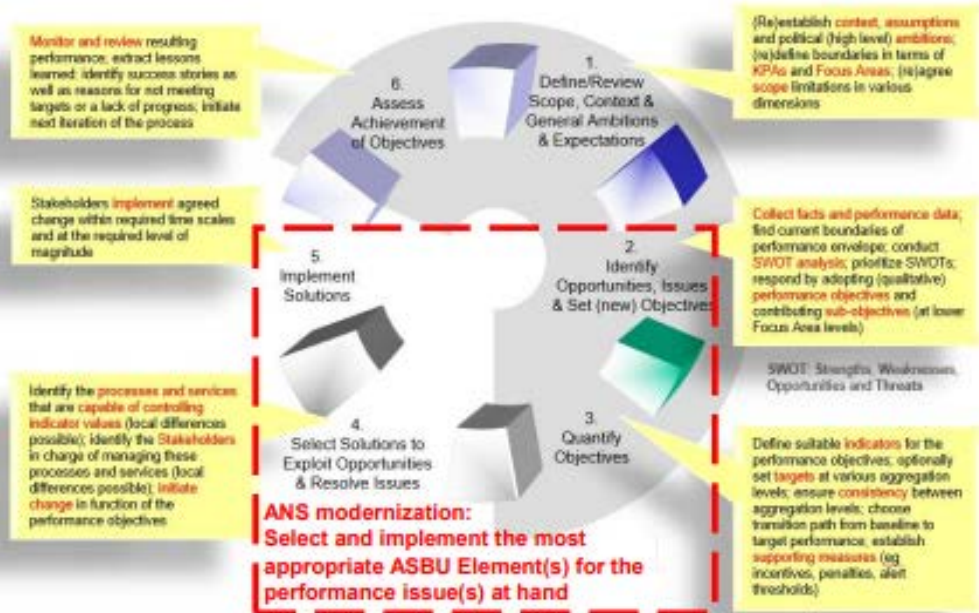 Monitor and review resulting
performance; extract lessons
learned: identify success stories as
well as reasons for not meeting
targets or a lack of progress; initiate
next iteration of the process
6.
Assess
Achievement
of Objectives
1.
Define/Review
Scope, Context &
General Ambitions
& Expectations
(Re)establish context, assumptions
and political (high level) ambitions;
(re)define boundaries in terms of
KPAs and Focus Areas; (re)agree
scope limitations in various
dimensions
Stakeholders implement agreed
change within required time scales
and at the required level of
magnitude
5.
Implement
Solutions
2.
Identify
Opportunities, Issues
& Set (new) Objectives
Collect facts and performance data;
find current boundaries of
performance envelope; conduct
SWOT analysis; prioritize SWOTs;
respond by adopting (qualitative)
performance objectives and
contributing sub-objectives (at lower
Focus Area levels)
SWOT: Strengths, Weaknesses,
Opportunities and Threats
Identify the processes and services
that are capable of controlling
indicator values (local differences
possible); identify the Stakeholders
in charge of managing these
processes and services (local
differences possible); initiate
change in function of the
performance objectives
4.
Select Solutions to
Exploit Opportunities
& Resolve Issues
3.
Quantify
Objectives
Define suitable indicators for the
performance objectives; optionally
set targets at various aggregation
levels; ensure consistency between
aggregation levels; choose
transition path from baseline to
target performance; establish
supporting measures (eg
incentives, penalties, alert
thresholds)
ANS modernization:
Select and implement the most
appropriate ASBU Element(s) for the
performance issue(s) at hand